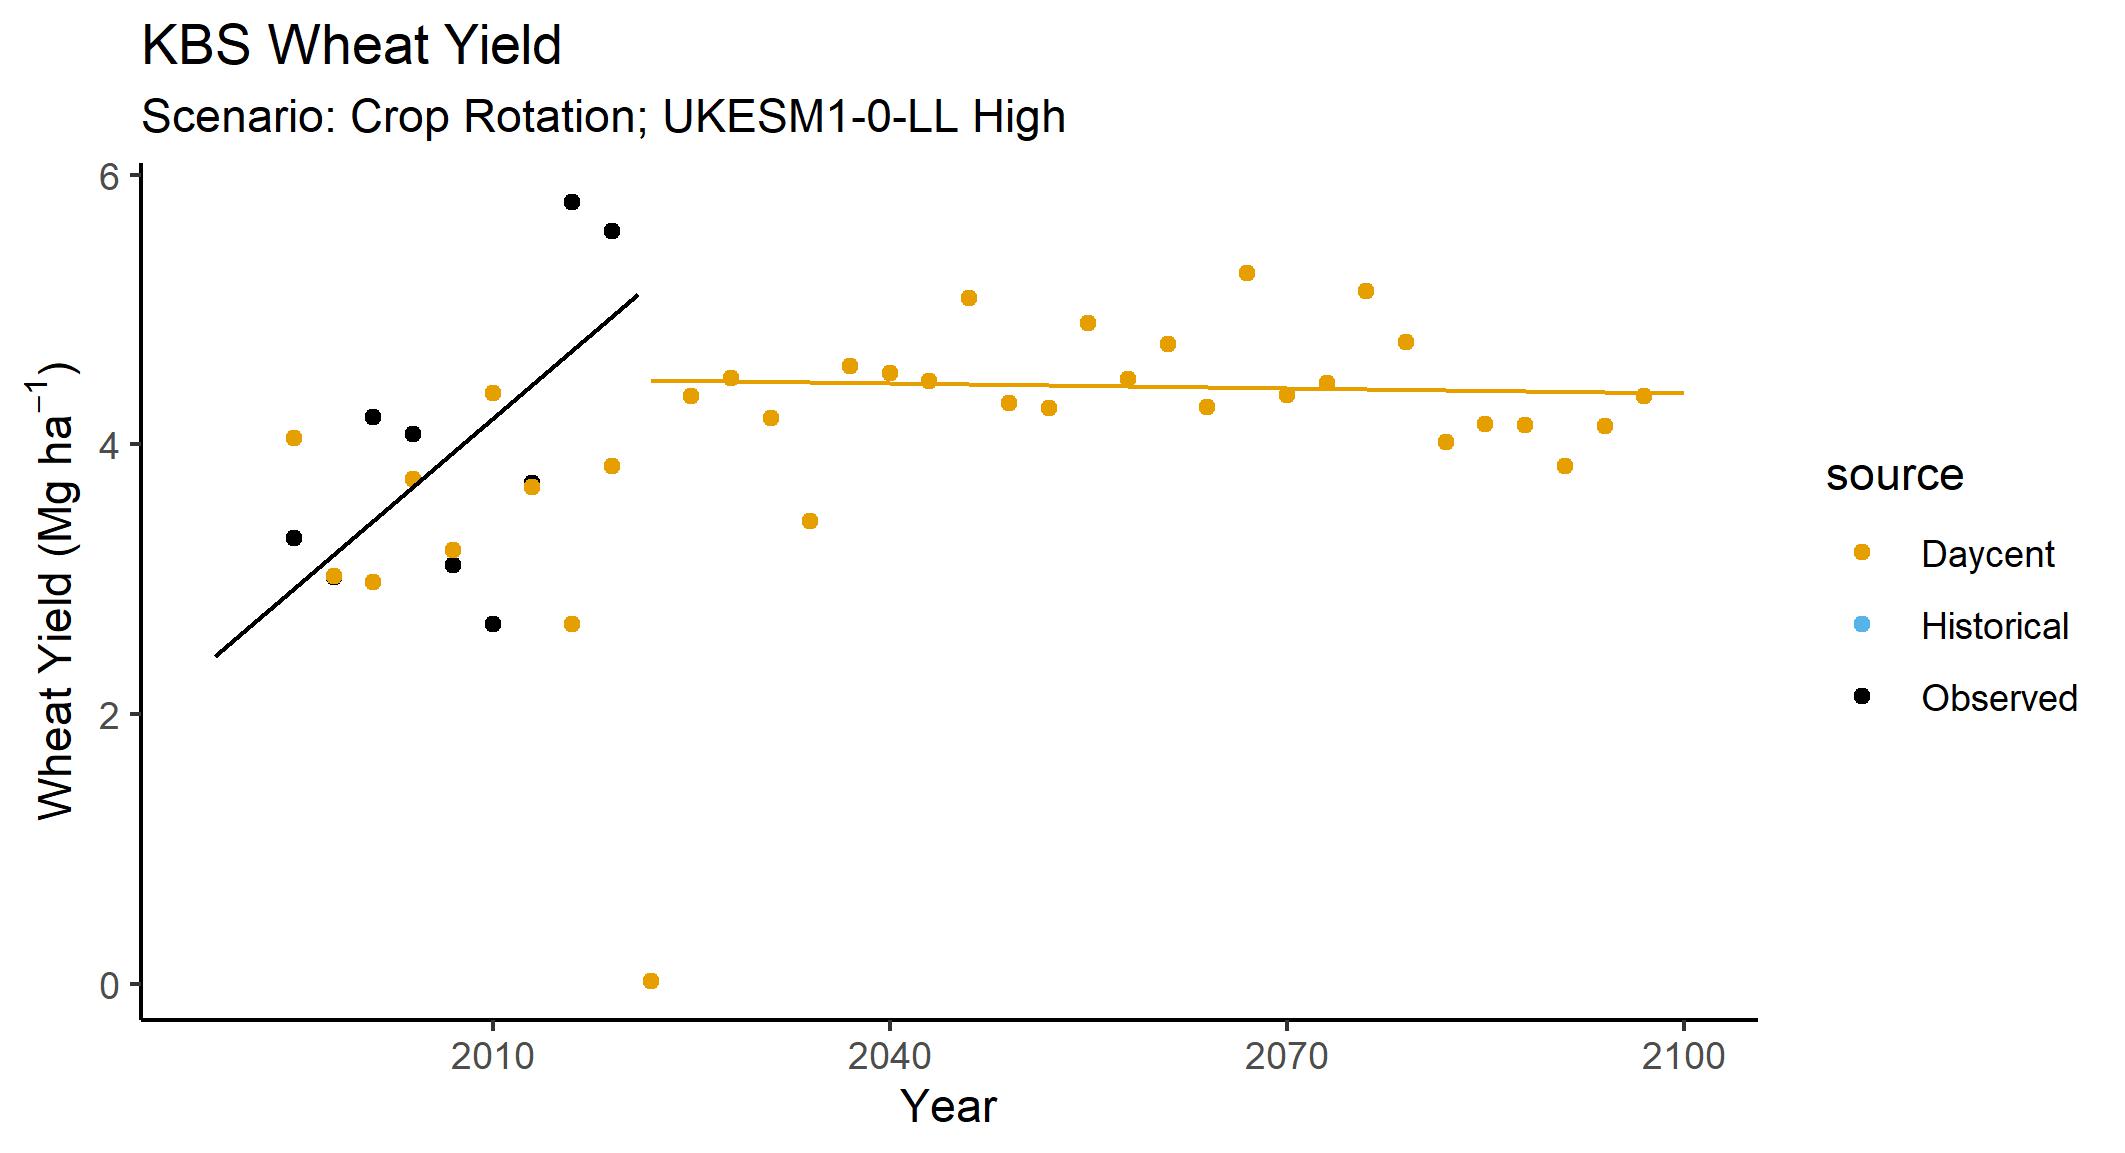 KBS Wheat Yield
Scenario: Crop Rotation; UKESM1-0-LL High
Wheat Yield (Mg ha⁻¹)
6
4
2
0
2010
2040
2070
2100
Year
source
Daycent
Historical
Observed